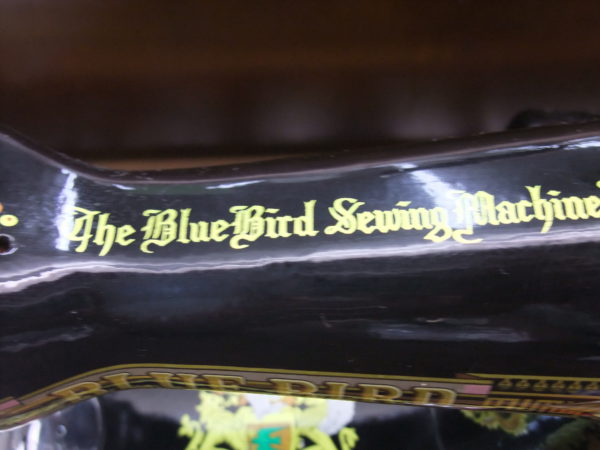 The Blue Bird Sewing Machine
BLUE BIRD